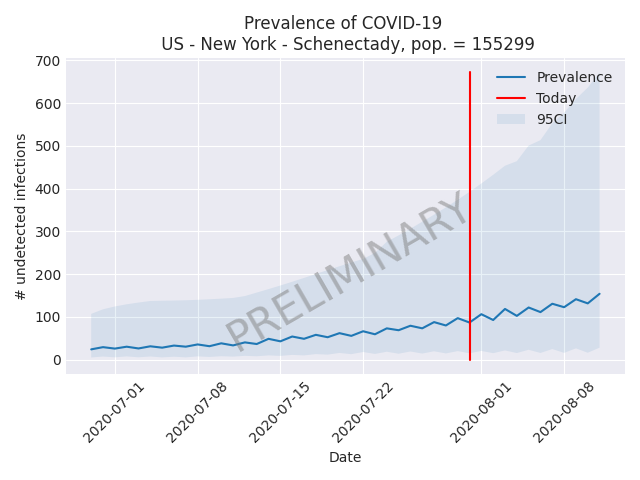 Prevalence of COVID-19
US - New York - Schenectady, pop. = 155299
700
600
500
400
300
200
100
0
# undetected infections
Prevalence
Today
95CI
PRELIMINARY
2020-07-01
2020-07-08
2020-07-15
2020-07-22
2020-08-01
2020-08-08
Date